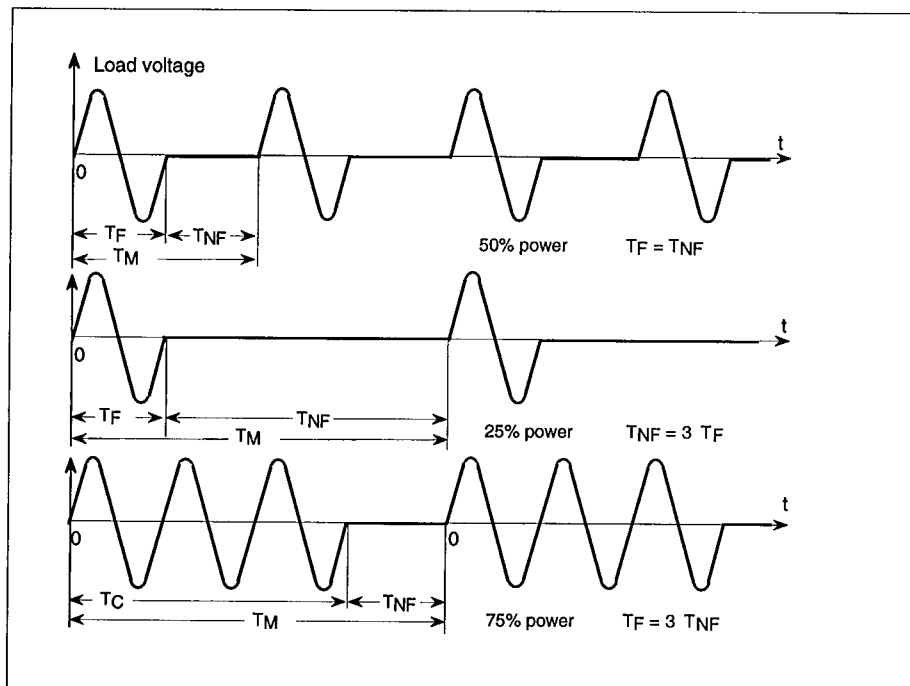 Load voltage
t
0
TF TNF
TM
50% power TF = TNF
t
0
TF TNF
TM
25% power TNF = 3 TF
t
0 0
TC TNF
TM
75% power TF = 3 TNF